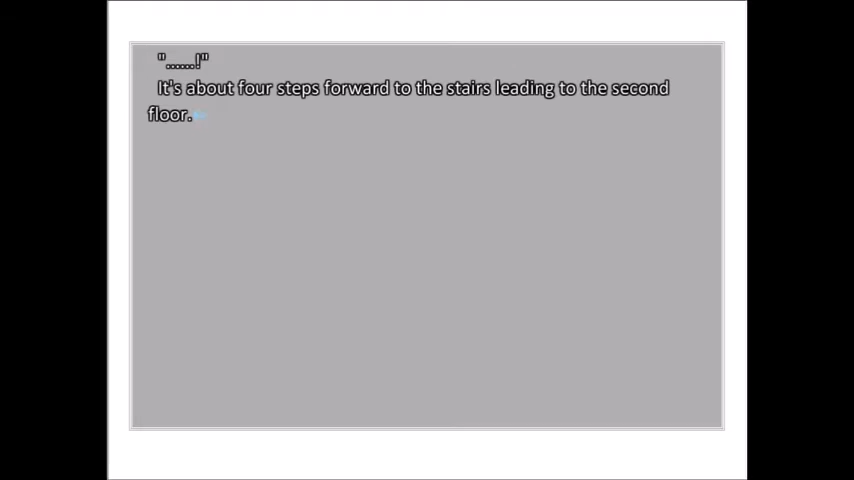 "......!"
It's about four steps forward to the stairs leading to the second
floor.